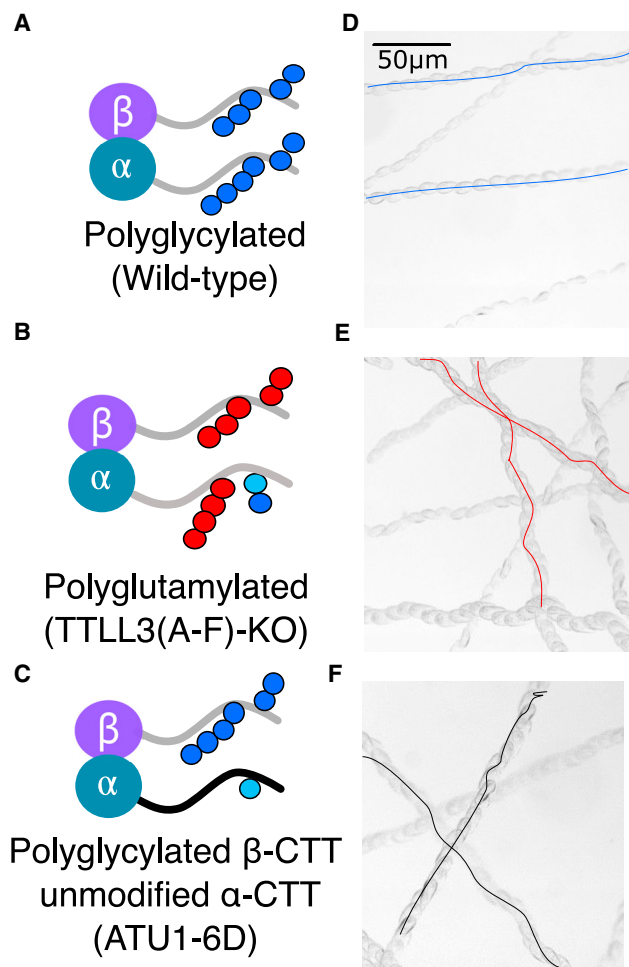 A
β
α
Polyglycylated
(Wild-type)
B
β
α
Polyglutamylated
(TTLL3(A-F)-KO)
C
β
α
Polyglycylated β-CTT
unmodified α-CTT
(ATU1-6D)
D
50μm
E
F